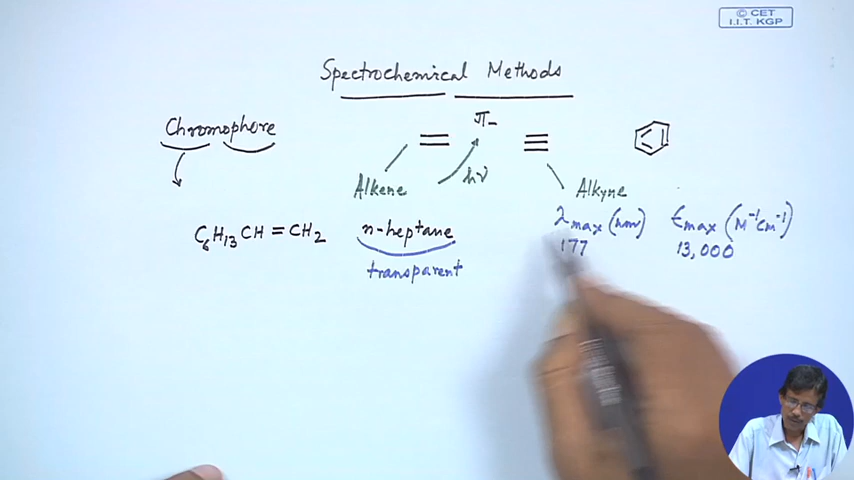 © CET
I.I.T. KGP
Spectrochemical Methods
Chromophore
π-
Alkene
hν
Alkyne
C6H13CH=CH2
n-heptane
transparent
λmax (nm)
εmax (M⁻¹cm⁻¹)
177
13,000